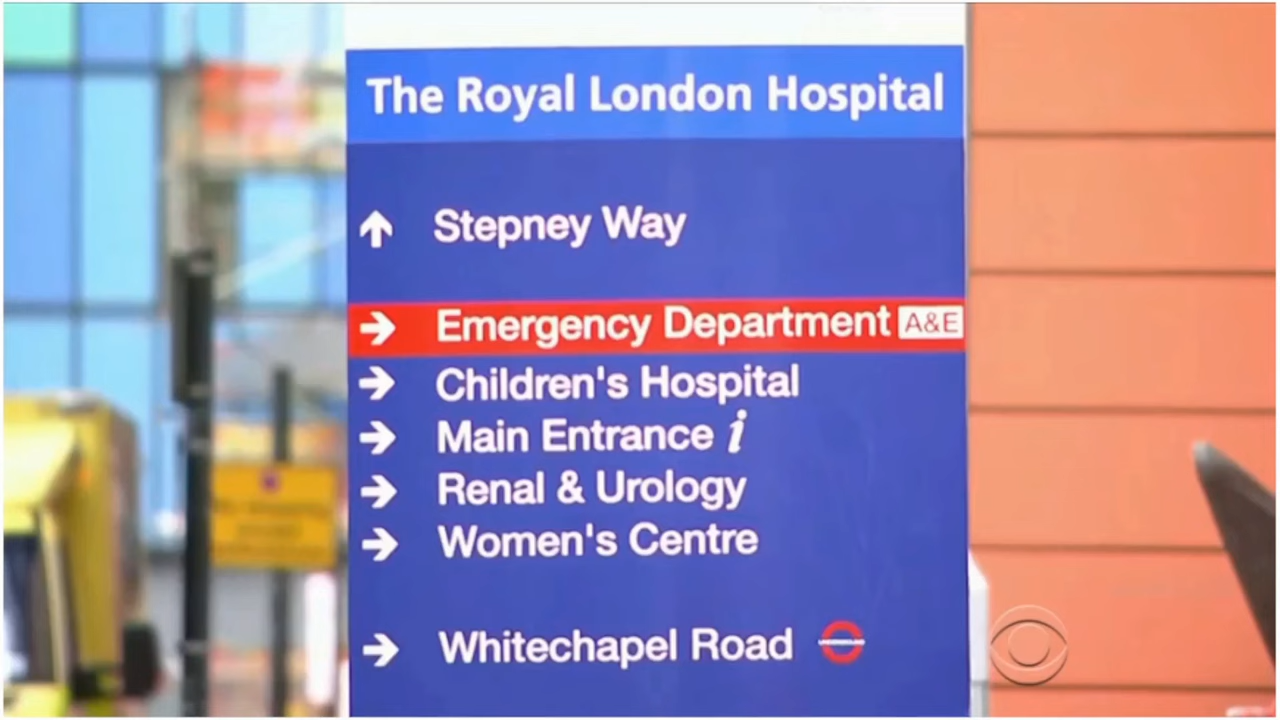 The Royal London Hospital
Stepney Way
Emergency Department A&E
Children's Hospital
Main Entrance i
Renal & Urology
Women's Centre
Whitechapel Road